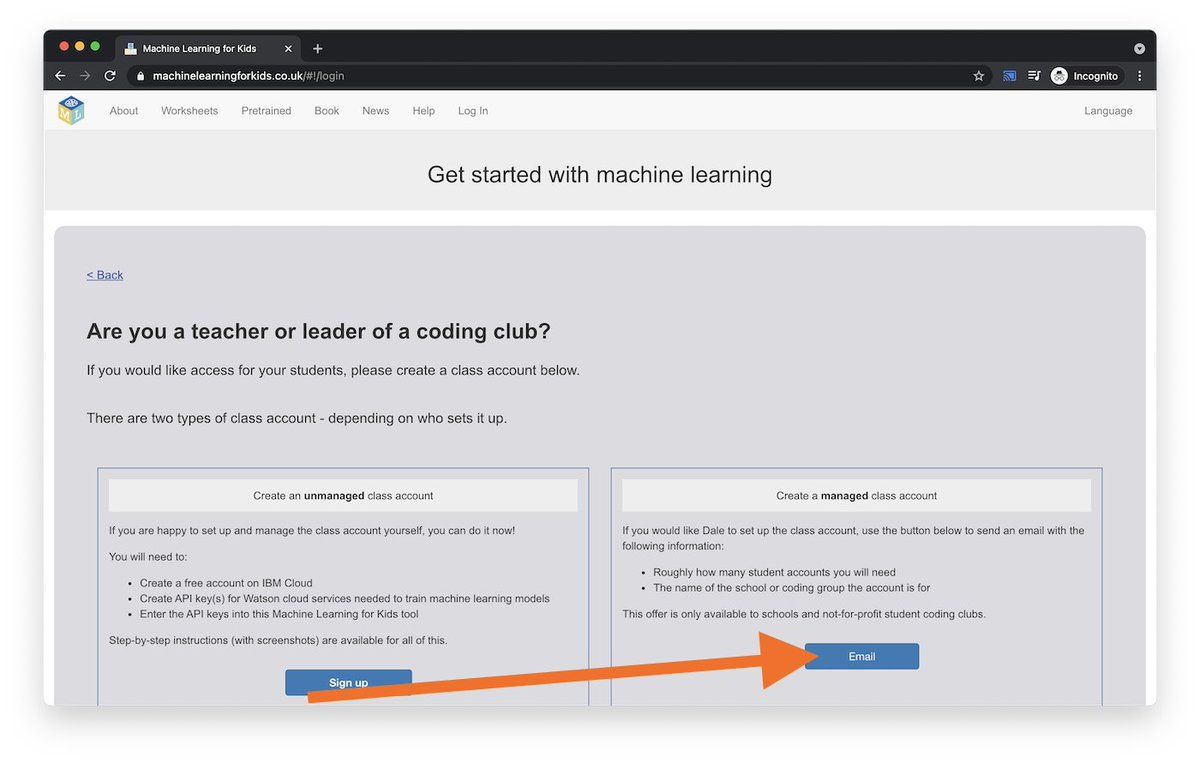 Machine Learning for Kids
machinelearningforkids.co.uk/#!/login
Incognito
ML
About Worksheets Pretrained Book News Help Log In Language
Get started with machine learning
< Back
Are you a teacher or leader of a coding club?
If you would like access for your students, please create a class account below.
There are two types of class account - depending on who sets it up.
Create an unmanaged class account
If you are happy to set up and manage the class account yourself, you can do it now!
You will need to:
• Create a free account on IBM Cloud
• Create API key(s) for Watson cloud services needed to train machine learning models
• Enter the API keys into this Machine Learning for Kids tool
Step-by-step instructions (with screenshots) are available for all of this.
Sign up
Create a managed class account
If you would like Dale to set up the class account, use the button below to send an email with the
following information:
• Roughly how many student accounts you will need
• The name of the school or coding group the account is for
This offer is only available to schools and not-for-profit student coding clubs.
Email